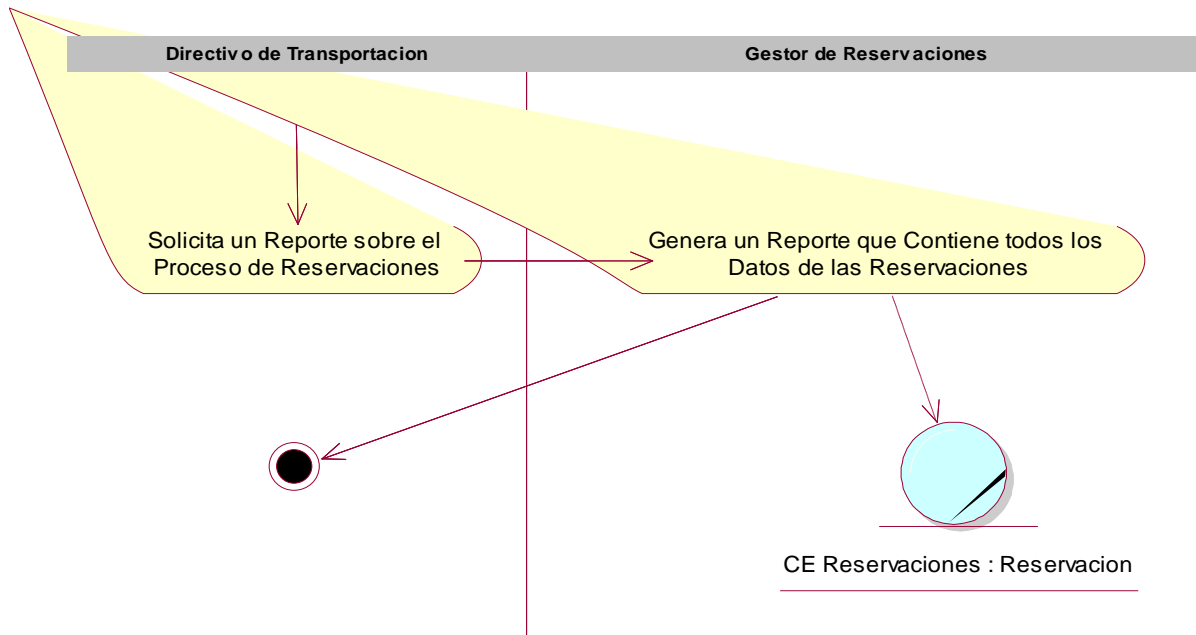 Directivo de Transportacion
Gestor de Reservaciones
Solicita un Reporte sobre el
Proceso de Reservaciones
Genera un Reporte que Contiene todos los
Datos de las Reservaciones
CE Reservaciones : Reservacion